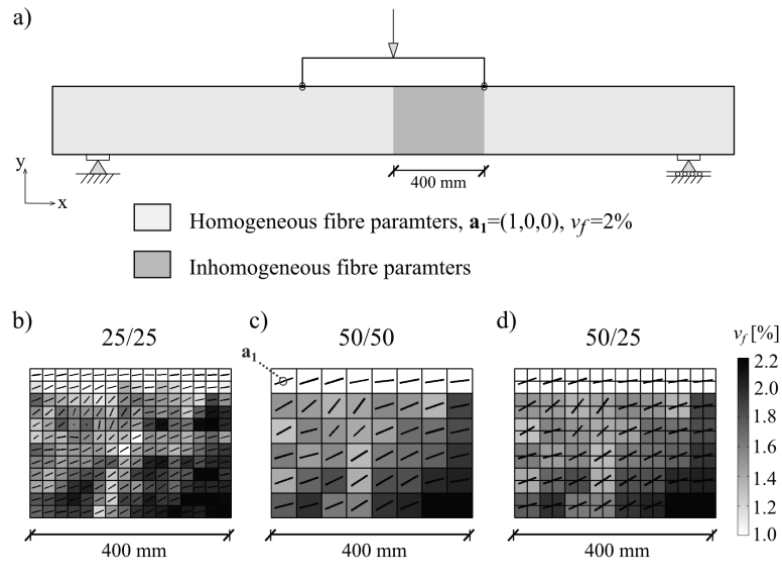 a)
y
x
400 mm
Homogeneous fibre paramters, a₁=(1,0,0), v_f=2%
Inhomogeneous fibre paramters
b) c) d)
25/25 50/50 50/25
a₁
v_f [%]
2.2
2.0
1.8
1.6
1.4
1.2
1.0
400 mm 400 mm 400 mm